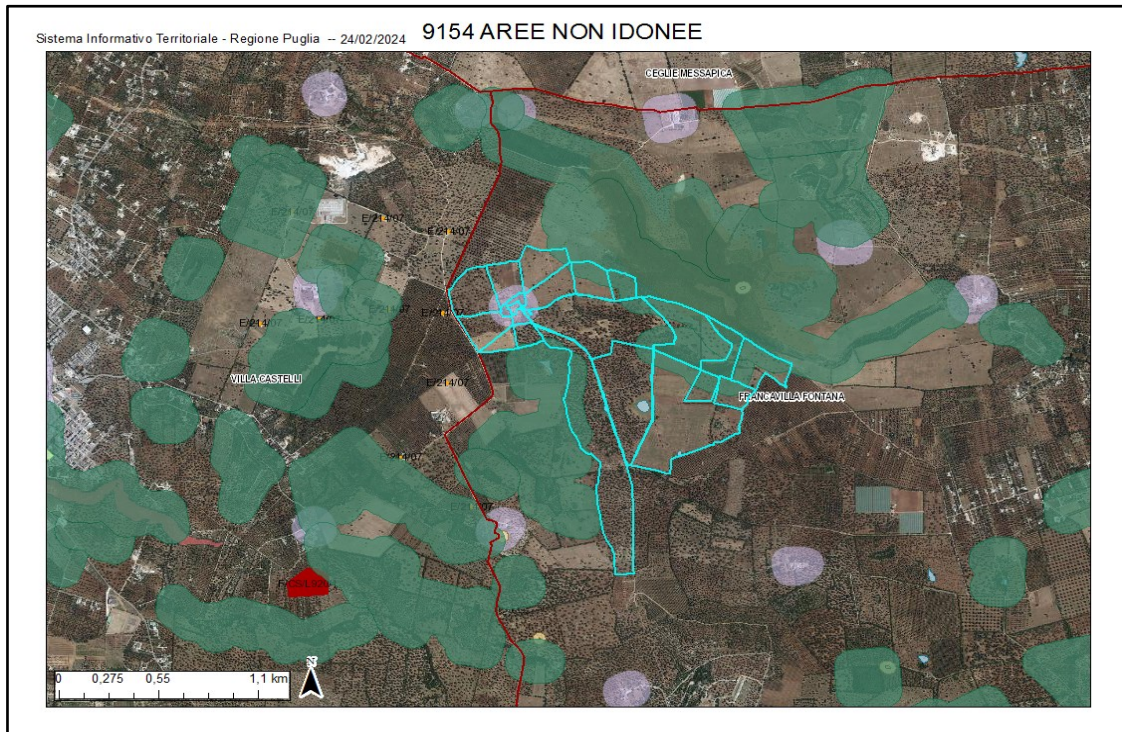 Sistema Informativo Territoriale - Regione Puglia -- 24/02/2024 9154 AREE NON IDONEE
CEGLIE MESSAPICA
E/214/07
E/214/07
E/214/07
E/214/07
E/214/07
VILLA CASTELLI
E/214/07
FRANCAVILLA FONTANA
N
0 0,275 0,55 1,1 km